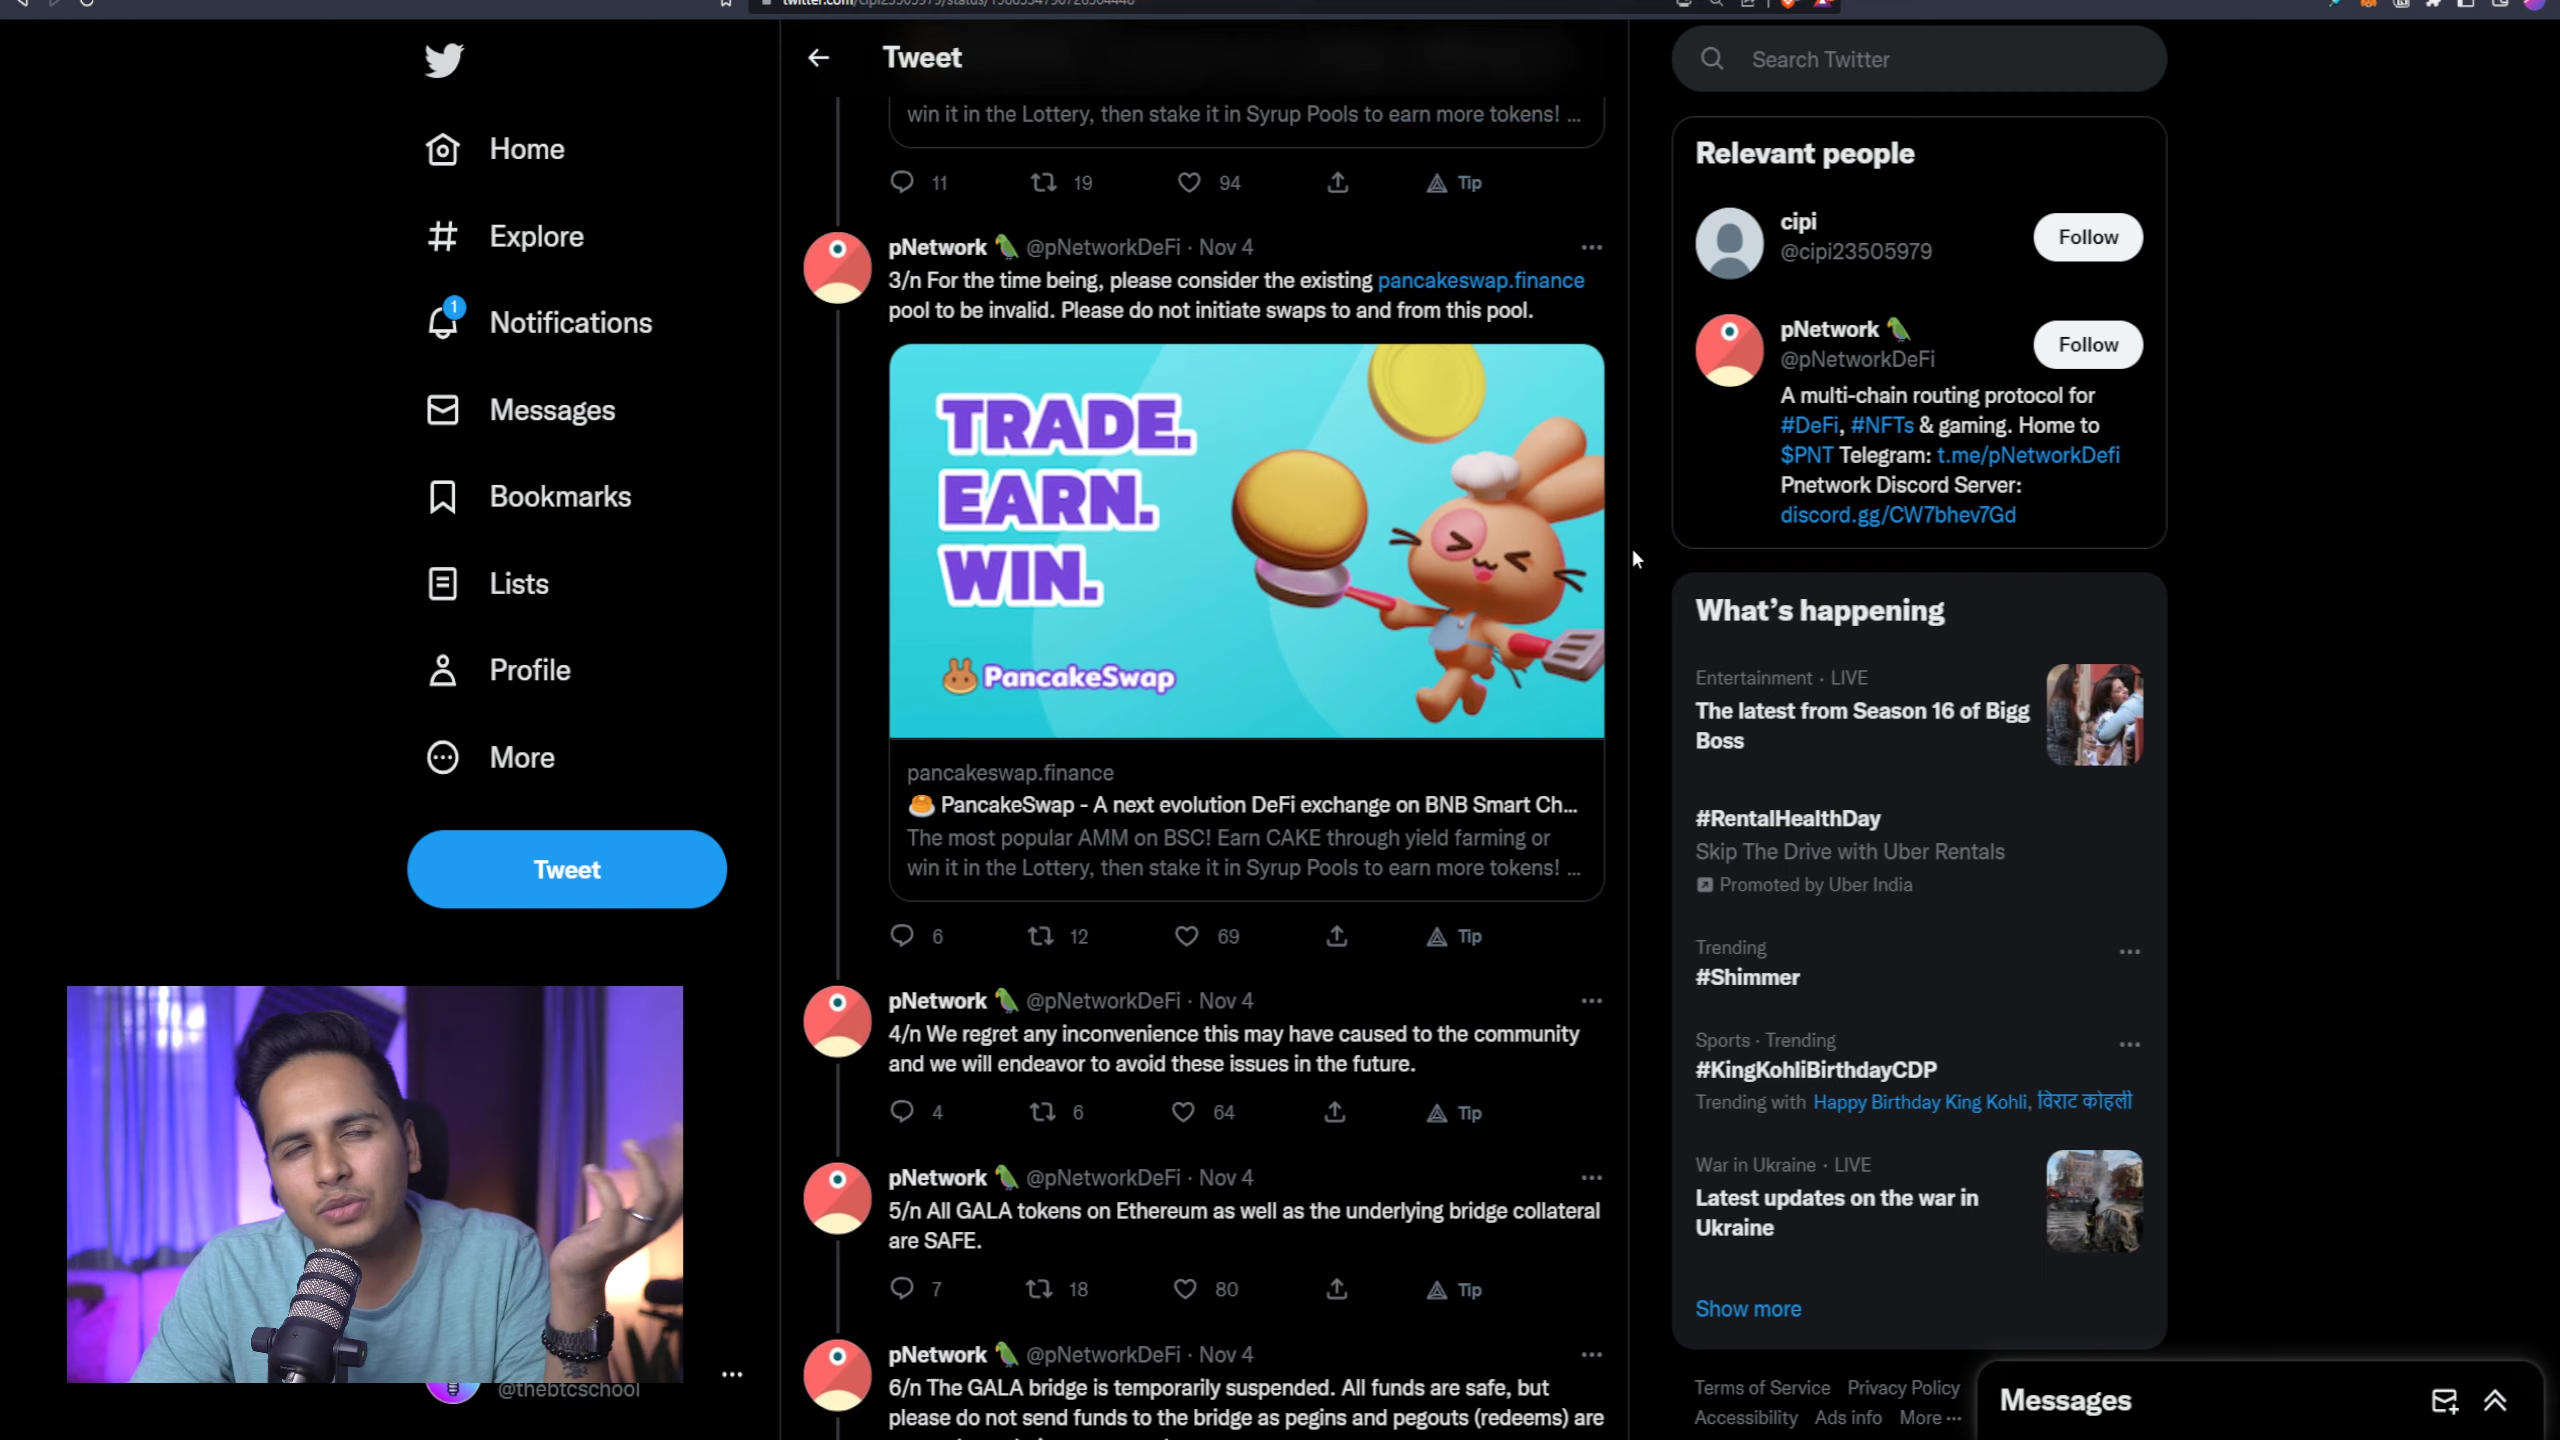 Home
Explore
1
Notifications
Messages
Bookmarks
Lists
Profile
More
Tweet
@thebtcschool
Tweet
win it in the Lottery, then stake it in Syrup Pools to earn more tokens! ...
11 19 94 Tip
pNetwork @pNetworkDeFi · Nov 4
3/n For the time being, please consider the existing pancakeswap.finance
pool to be invalid. Please do not initiate swaps to and from this pool.
TRADE.
EARN.
WIN.
PancakeSwap
pancakeswap.finance
PancakeSwap - A next evolution DeFi exchange on BNB Smart Ch...
The most popular AMM on BSC! Earn CAKE through yield farming or
win it in the Lottery, then stake it in Syrup Pools to earn more tokens! ...
6 12 69 Tip
pNetwork @pNetworkDeFi · Nov 4
4/n We regret any inconvenience this may have caused to the community
and we will endeavor to avoid these issues in the future.
4 6 64 Tip
pNetwork @pNetworkDeFi · Nov 4
5/n All GALA tokens on Ethereum as well as the underlying bridge collateral
are SAFE.
7 18 80 Tip
pNetwork @pNetworkDeFi · Nov 4
6/n The GALA bridge is temporarily suspended. All funds are safe, but
please do not send funds to the bridge as pegins and pegouts (redeems) are
Search Twitter
Relevant people
cipi
@cipi23505979
Follow
pNetwork
@pNetworkDeFi
Follow
A multi-chain routing protocol for
#DeFi, #NFTs & gaming. Home to
$PNT Telegram: t.me/pNetworkDefi
Pnetwork Discord Server:
discord.gg/CW7bhev7Gd
What's happening
Entertainment · LIVE
The latest from Season 16 of Bigg
Boss
#RentalHealthDay
Skip The Drive with Uber Rentals
Promoted by Uber India
Trending
#Shimmer
Sports · Trending
#KingKohliBirthdayCDP
Trending with Happy Birthday King Kohli, विराट कोहली
War in Ukraine · LIVE
Latest updates on the war in
Ukraine
Show more
Terms of Service Privacy Policy
Accessibility Ads info More ...
Messages